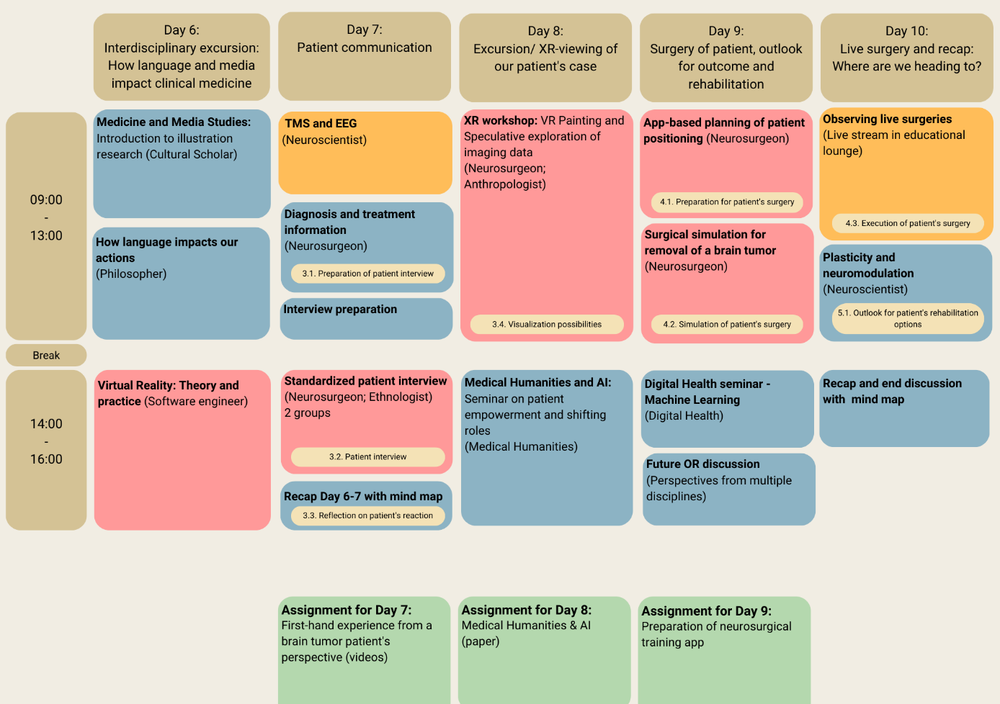 Day 6:
Interdisciplinary excursion:
How language and media
impact clinical medicine
Day 7:
Patient communication
Day 8:
Excursion/ XR-viewing of
our patient's case
Day 9:
Surgery of patient, outlook
for outcome and
rehabilitation
Day 10:
Live surgery and recap:
Where are we heading to?
09:00
-
13:00
Medicine and Media Studies:
Introduction to illustration
research (Cultural Scholar)
How language impacts our
actions
(Philosopher)
TMS and EEG
(Neuroscientist)
Diagnosis and treatment
information
(Neurosurgeon)
3.1. Preparation of patient interview
Interview preparation
XR workshop: VR Painting and
Speculative exploration of
imaging data
(Neurosurgeon;
Anthropologist)
3.4. Visualization possibilities
App-based planning of patient
positioning (Neurosurgeon)
4.1. Preparation for patient's surgery
Surgical simulation for
removal of a brain tumor
(Neurosurgeon)
4.2. Simulation of patient's surgery
Observing live surgeries
(Live stream in educational
lounge)
4.3. Execution of patient's surgery
Plasticity and
neuromodulation
(Neuroscientist)
5.1. Outlook for patient's rehabilitation
options
Break
14:00
-
16:00
Virtual Reality: Theory and
practice (Software engineer)
Standardized patient interview
(Neurosurgeon; Ethnologist)
2 groups
3.2. Patient interview
Recap Day 6-7 with mind map
3.3. Reflection on patient's reaction
Medical Humanities and AI:
Seminar on patient
empowerment and shifting
roles
(Medical Humanities)
Digital Health seminar -
Machine Learning
(Digital Health)
Future OR discussion
(Perspectives from multiple
disciplines)
Recap and end discussion
with mind map
Assignment for Day 7:
First-hand experience from a
brain tumor patient's
perspective (videos)
Assignment for Day 8:
Medical Humanities & AI
(paper)
Assignment for Day 9:
Preparation of neurosurgical
training app